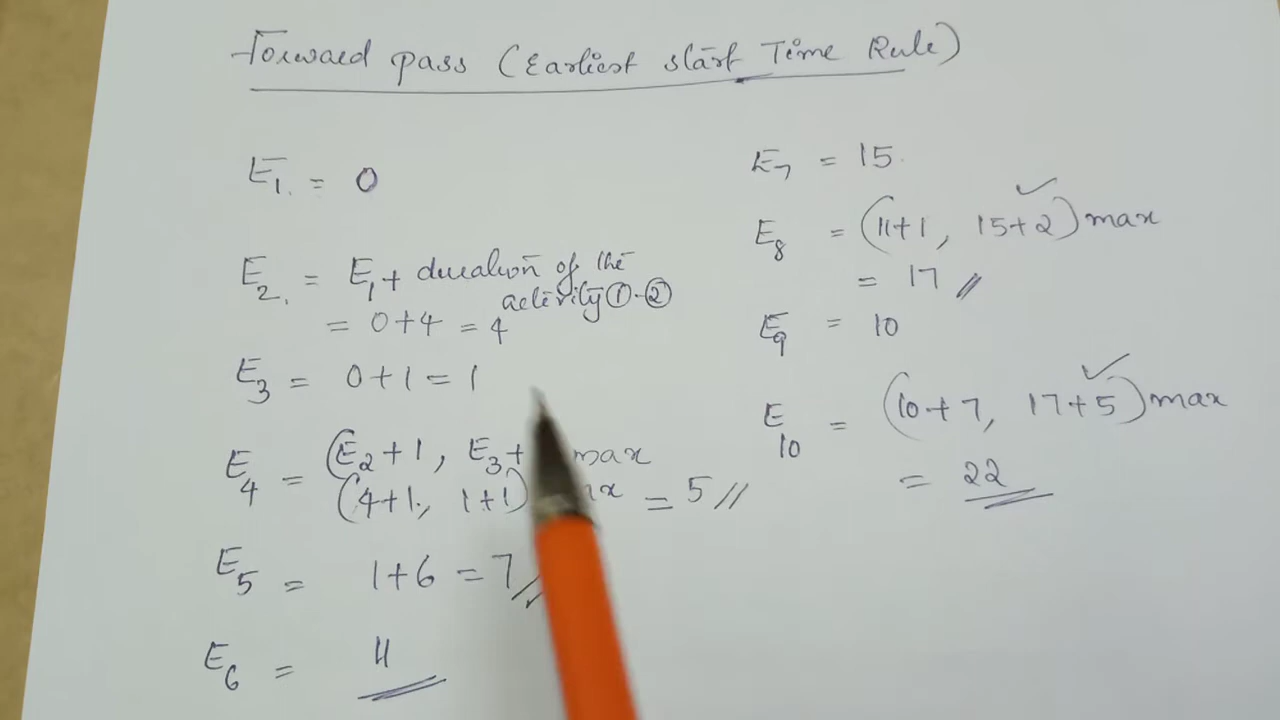 Forward pass (Earliest start Time Rule)
E1. = 0
E2. = E1 + duration of the
activity ① - ②
= 0+4 = 4
E3 = 0+1 = 1
E4 = (E2+1, E3+ max
(4+1, 1+1) = 5 //
E5 = 1+6 = 7 //
E6 = 11
E7 = 15.
E8 = (11+1, 15+2) max ✓
= 17 //
E9 = 10
E10 = (10+7, 17+5) max ✓
= 22